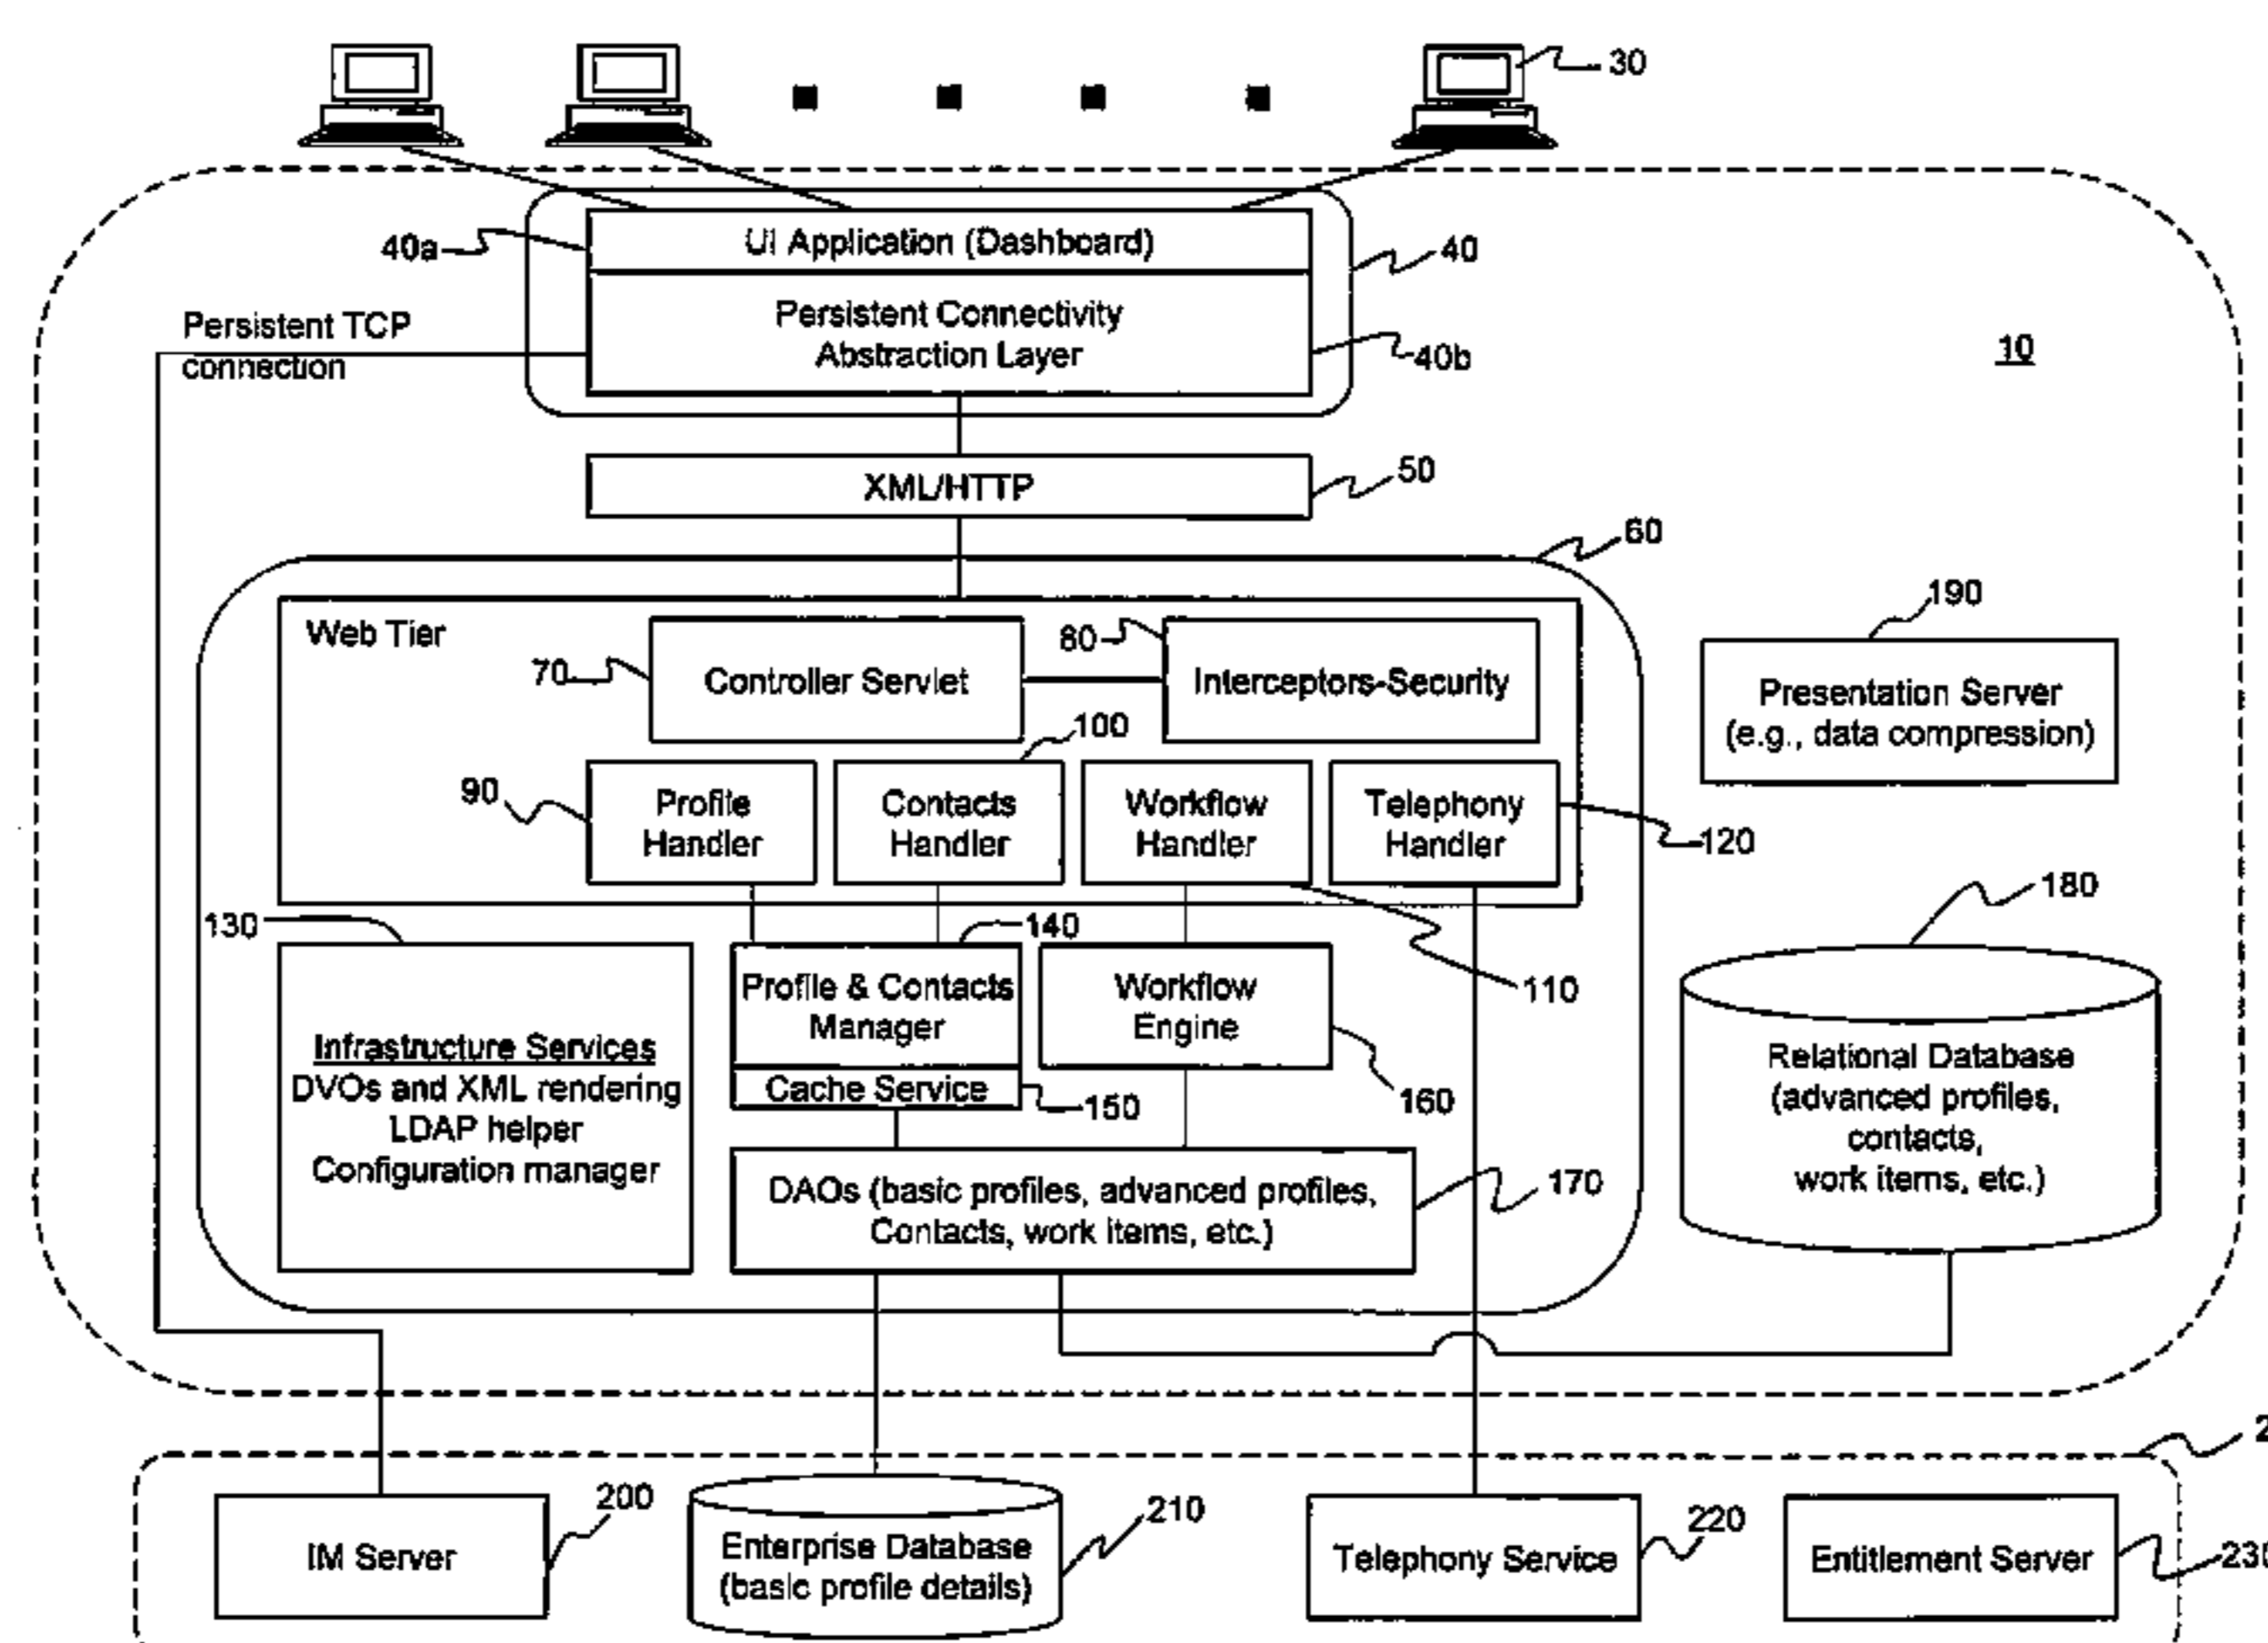 30
UI Application (Dashboard)
40a
40
Persistent Connectivity
Abstraction Layer
40b
Persistent TCP
connection
10
XML/HTTP
50
60
Web Tier
70
Controller Servlet
80
Interceptors-Security
190
Presentation Server
(e.g., data compression)
100
90
Profile
Handler
Contacts
Handler
Workflow
Handler
Telephony
Handler
120
180
130
140
110
Infrastructure Services
DVOs and XML rendering
LDAP helper
Configuration manager
Profile & Contacts
Manager
Cache Service
150
Workflow
Engine
160
Relational Database
(advanced profiles,
contacts,
work items, etc.)
DAOs (basic profiles, advanced profiles,
Contacts, work items, etc.)
170
IM Server
200
Enterprise Database
(basic profile details)
210
Telephony Service
220
Entitlement Server
230